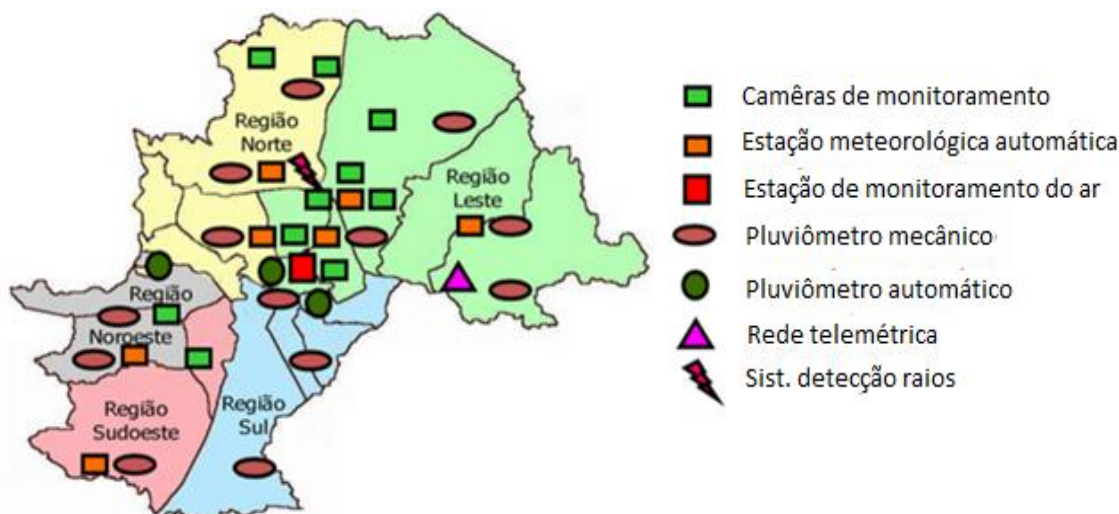 Região
Norte
Região
Leste
Região
Noroeste
Região
Sudoeste
Região
Sul
Camêras de monitoramento
Estação meteorológica automática
Estação de monitoramento do ar
Pluviômetro mecânico
Pluviômetro automático
Rede telemétrica
Sist. detecção raios